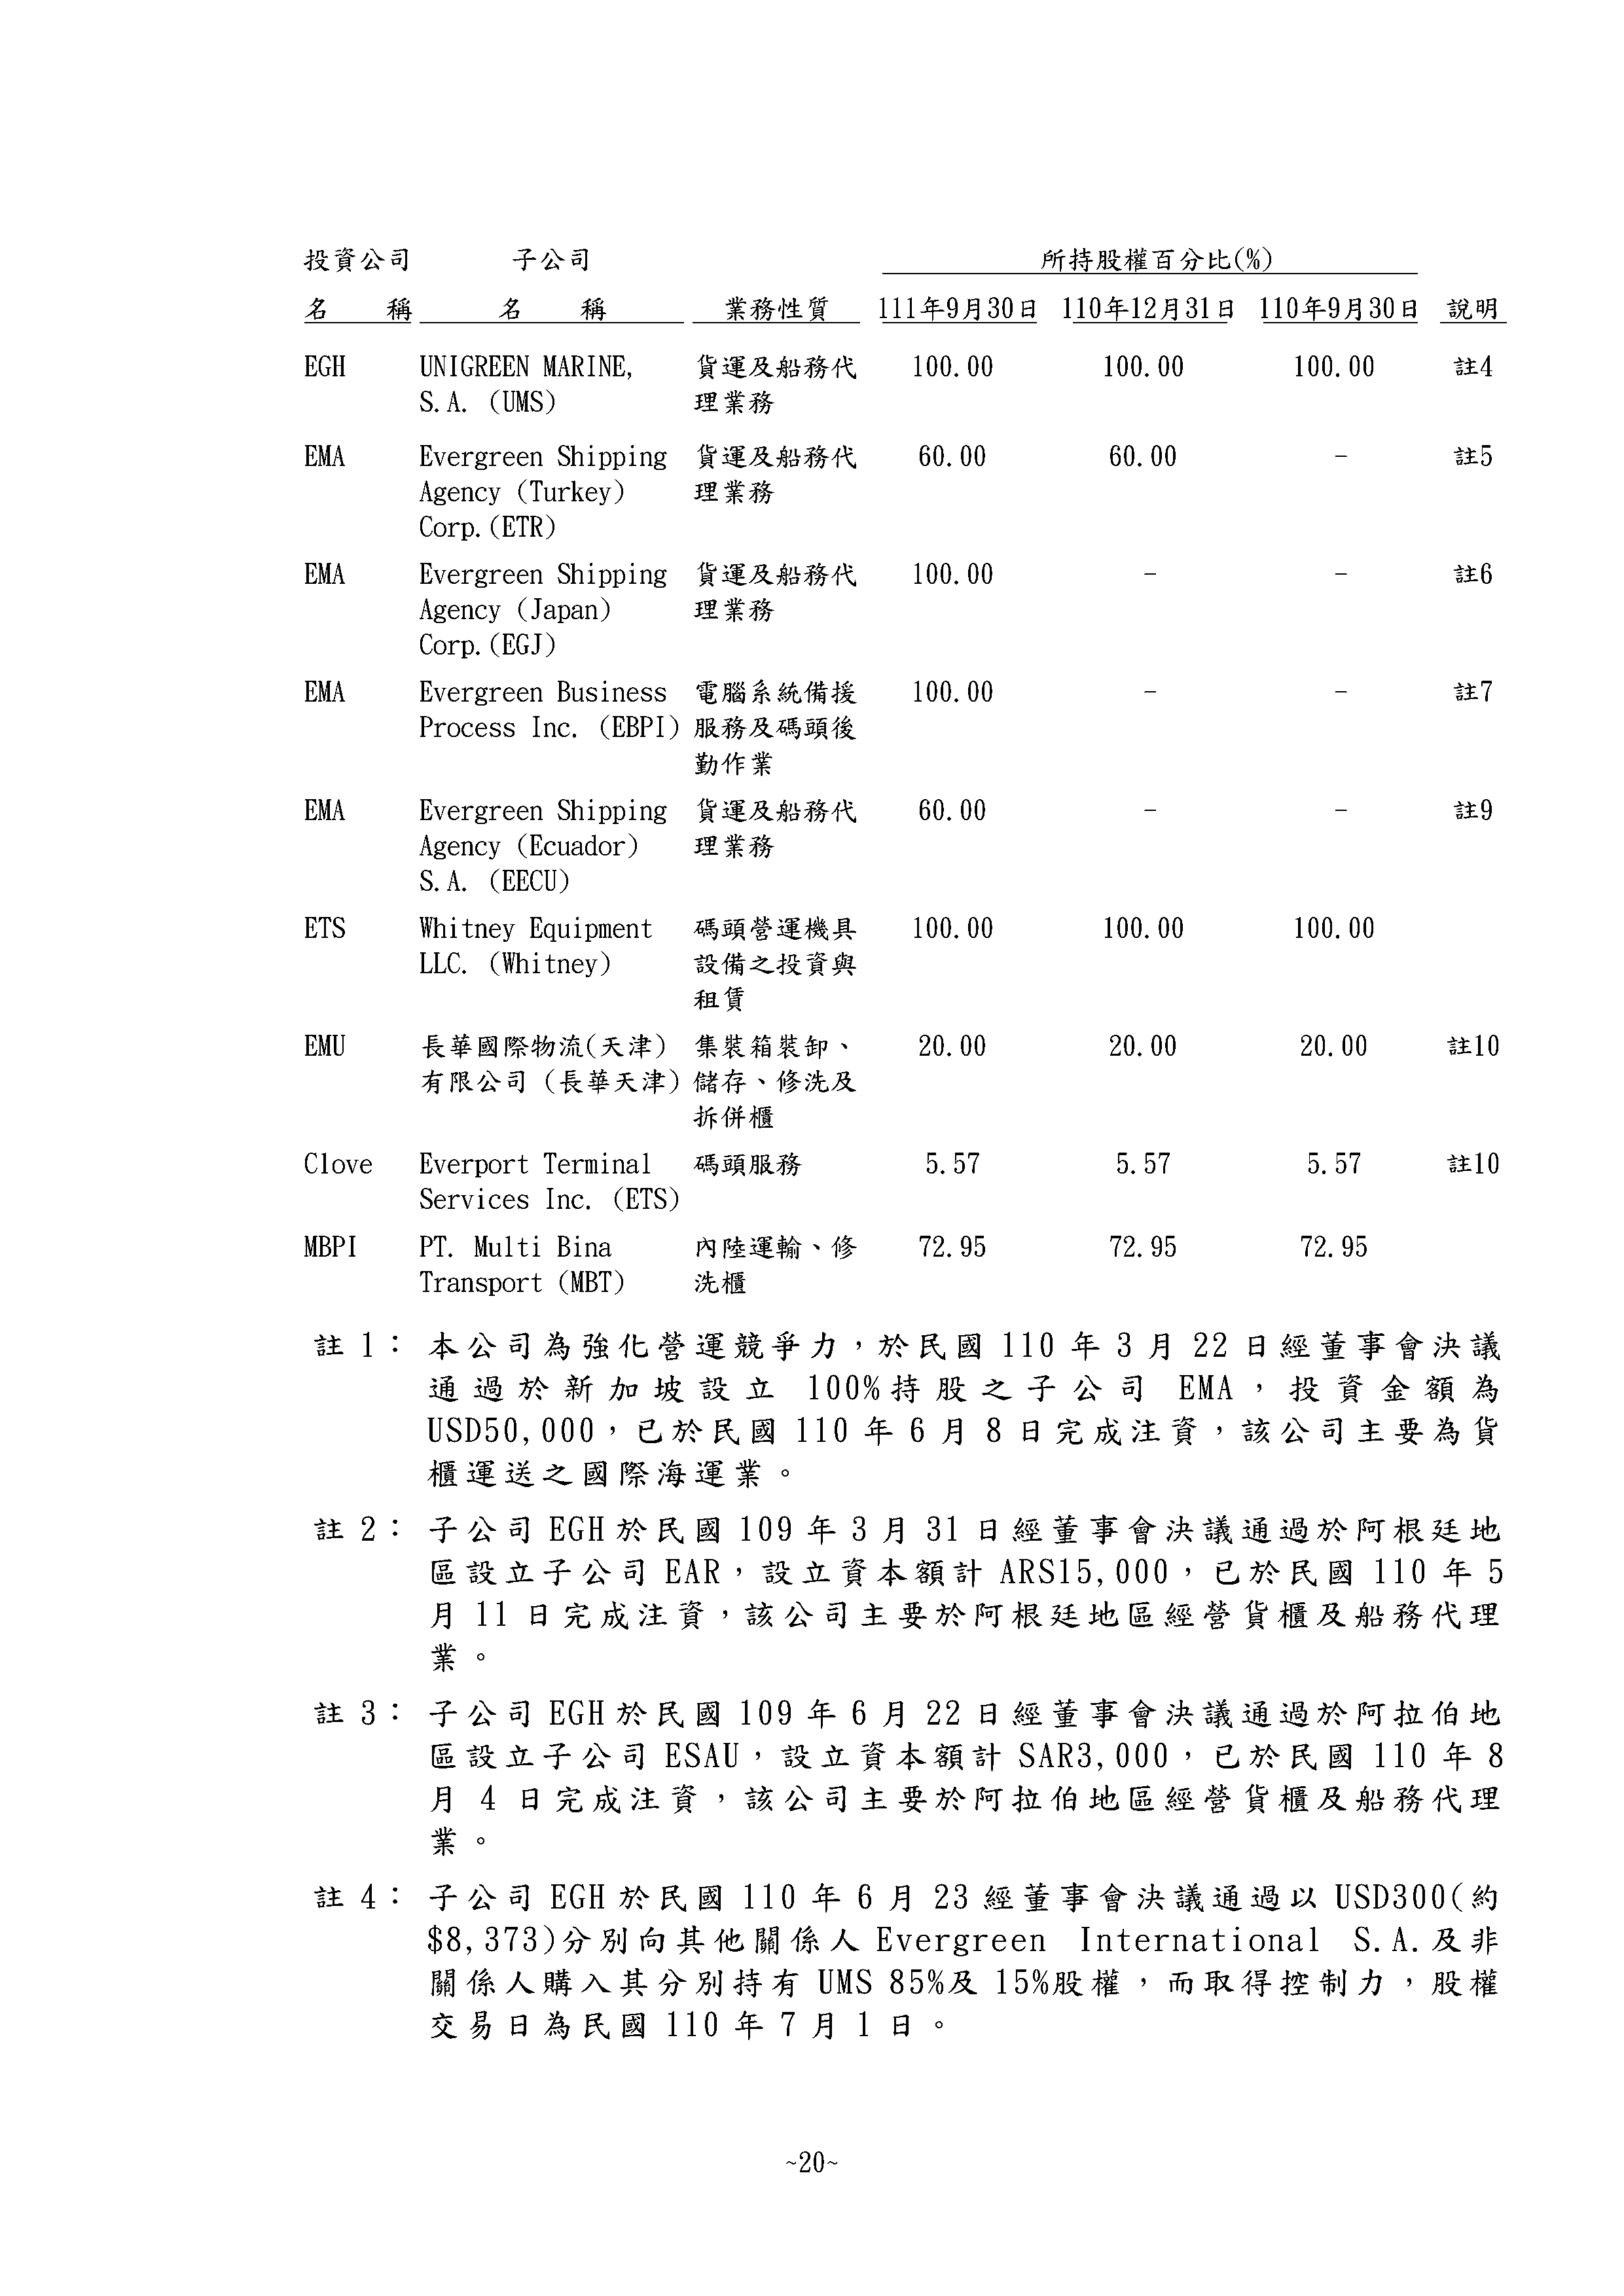 投資公司 子公司 所持股權百分比(%)
名 稱 名 稱 業務性質 111年9月30日 110年12月31日 110年9月30日 說明
EGH UNIGREEN MARINE, 貨運及船務代 100.00 100.00 100.00 註4
S.A. (UMS) 理業務
EMA Evergreen Shipping 貨運及船務代 60.00 60.00 - 註5
Agency (Turkey) 理業務
Corp.(ETR)
EMA Evergreen Shipping 貨運及船務代 100.00 - - 註6
Agency (Japan) 理業務
Corp.(EGJ)
EMA Evergreen Business 電腦系統備援 100.00 - - 註7
Process Inc. (EBPI) 服務及碼頭後
勤作業
EMA Evergreen Shipping 貨運及船務代 60.00 - - 註9
Agency (Ecuador) 理業務
S.A. (EECU)
ETS Whitney Equipment 碼頭營運機具 100.00 100.00 100.00
LLC. (Whitney) 設備之投資與
租賃
EMU 長華國際物流(天津) 集裝箱裝卸、 20.00 20.00 20.00 註10
有限公司 (長華天津) 儲存、修洗及
拆併櫃
Clove Everport Terminal 碼頭服務 5.57 5.57 5.57 註10
Services Inc. (ETS)
MBPI PT. Multi Bina 內陸運輸、修 72.95 72.95 72.95
Transport (MBT) 洗櫃
註 1： 本公司為強化營運競爭力，於民國 110 年 3 月 22 日經董事會決議
通過於新加坡設立 100%持股之子公司 EMA，投資金額為
USD50,000，已於民國 110 年 6 月 8 日完成注資，該公司主要為貨
櫃運送之國際海運業。
註 2： 子公司 EGH 於民國 109 年 3 月 31 日經董事會決議通過於阿根廷地
區設立子公司 EAR，設立資本額計 ARS15,000，已於民國 110 年 5
月 11 日完成注資，該公司主要於阿根廷地區經營貨櫃及船務代理
業。
註 3： 子公司 EGH 於民國 109 年 6 月 22 日經董事會決議通過於阿拉伯地
區設立子公司 ESAU，設立資本額計 SAR3,000，已於民國 110 年 8
月 4 日完成注資，該公司主要於阿拉伯地區經營貨櫃及船務代理
業。
註 4： 子公司 EGH 於民國 110 年 6 月 23 經董事會決議通過以 USD300(約
$8,373)分別向其他關係人 Evergreen International S.A.及非
關係人購入其分別持有 UMS 85%及 15%股權，而取得控制力，股權
交易日為民國 110 年 7 月 1 日。
~20~